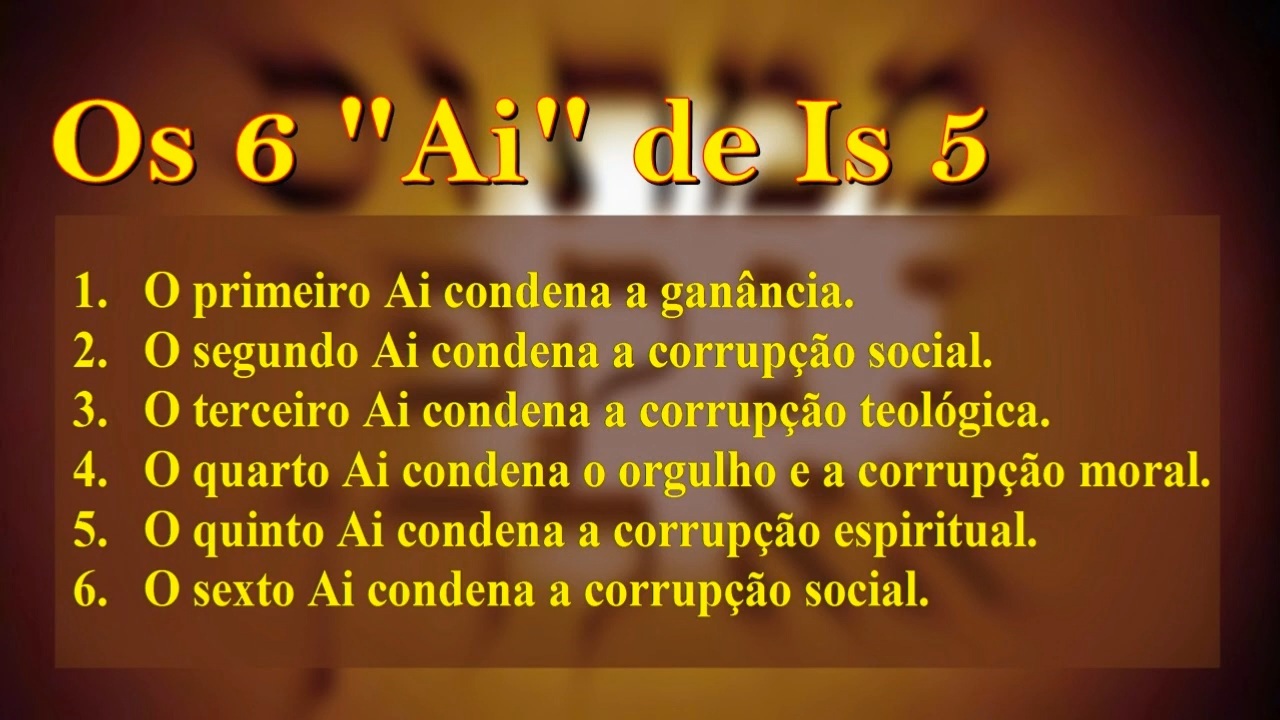 Os 6 "Ai" de Is 5
1. O primeiro Ai condena a ganância.
2. O segundo Ai condena a corrupção social.
3. O terceiro Ai condena a corrupção teológica.
4. O quarto Ai condena o orgulho e a corrupção moral.
5. O quinto Ai condena a corrupção espiritual.
6. O sexto Ai condena a corrupção social.